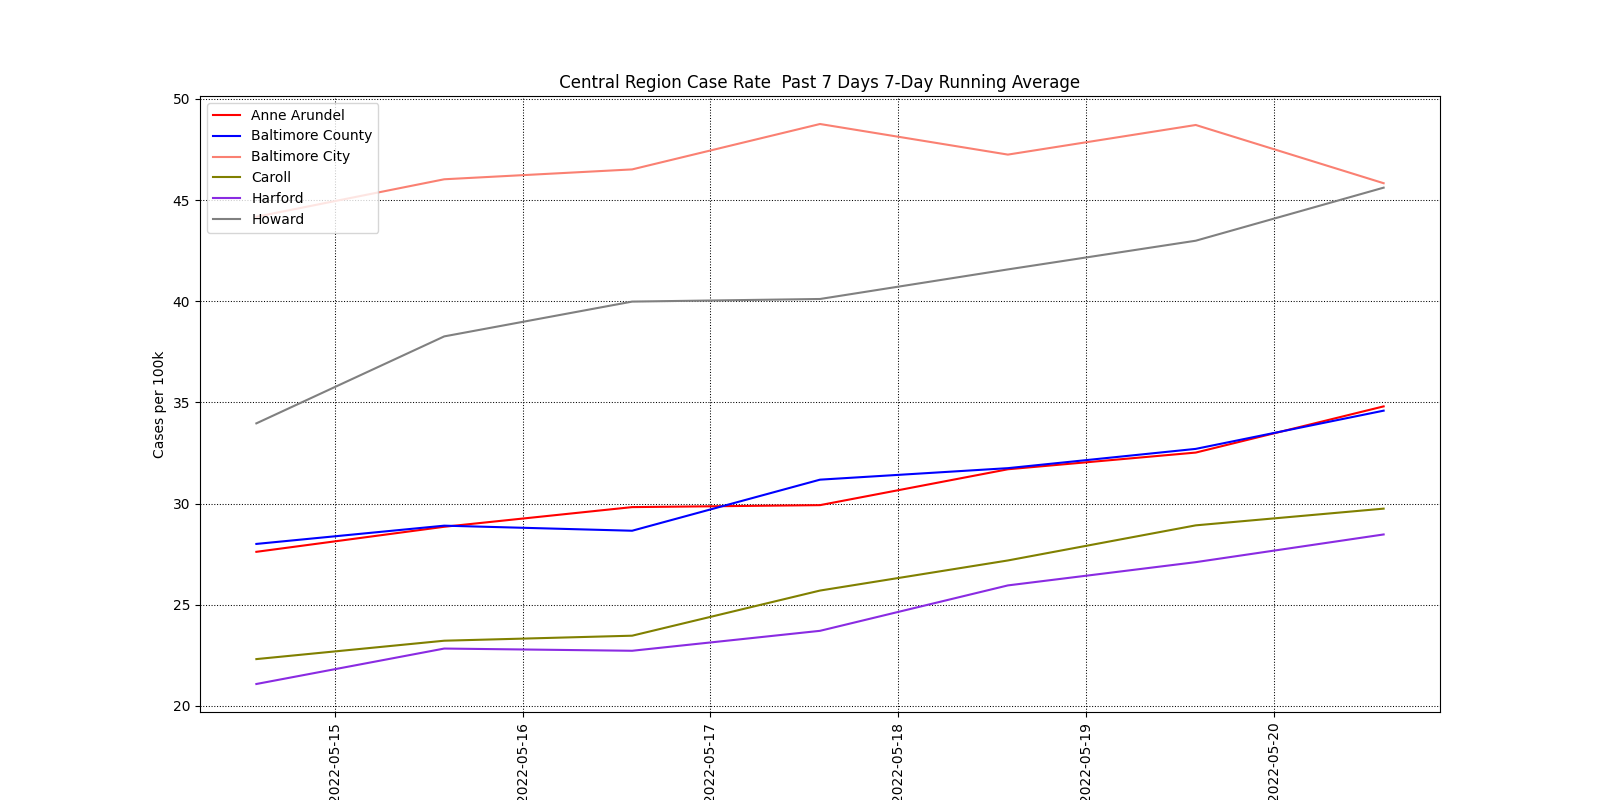 Central Region Case Rate  Past 7 Days 7-Day Running Average
Cases per 100k
50
45
40
35
30
25
20
Anne Arundel
Baltimore County
Baltimore City
Caroll
Harford
Howard
2022-05-15
2022-05-16
2022-05-17
2022-05-18
2022-05-19
2022-05-20